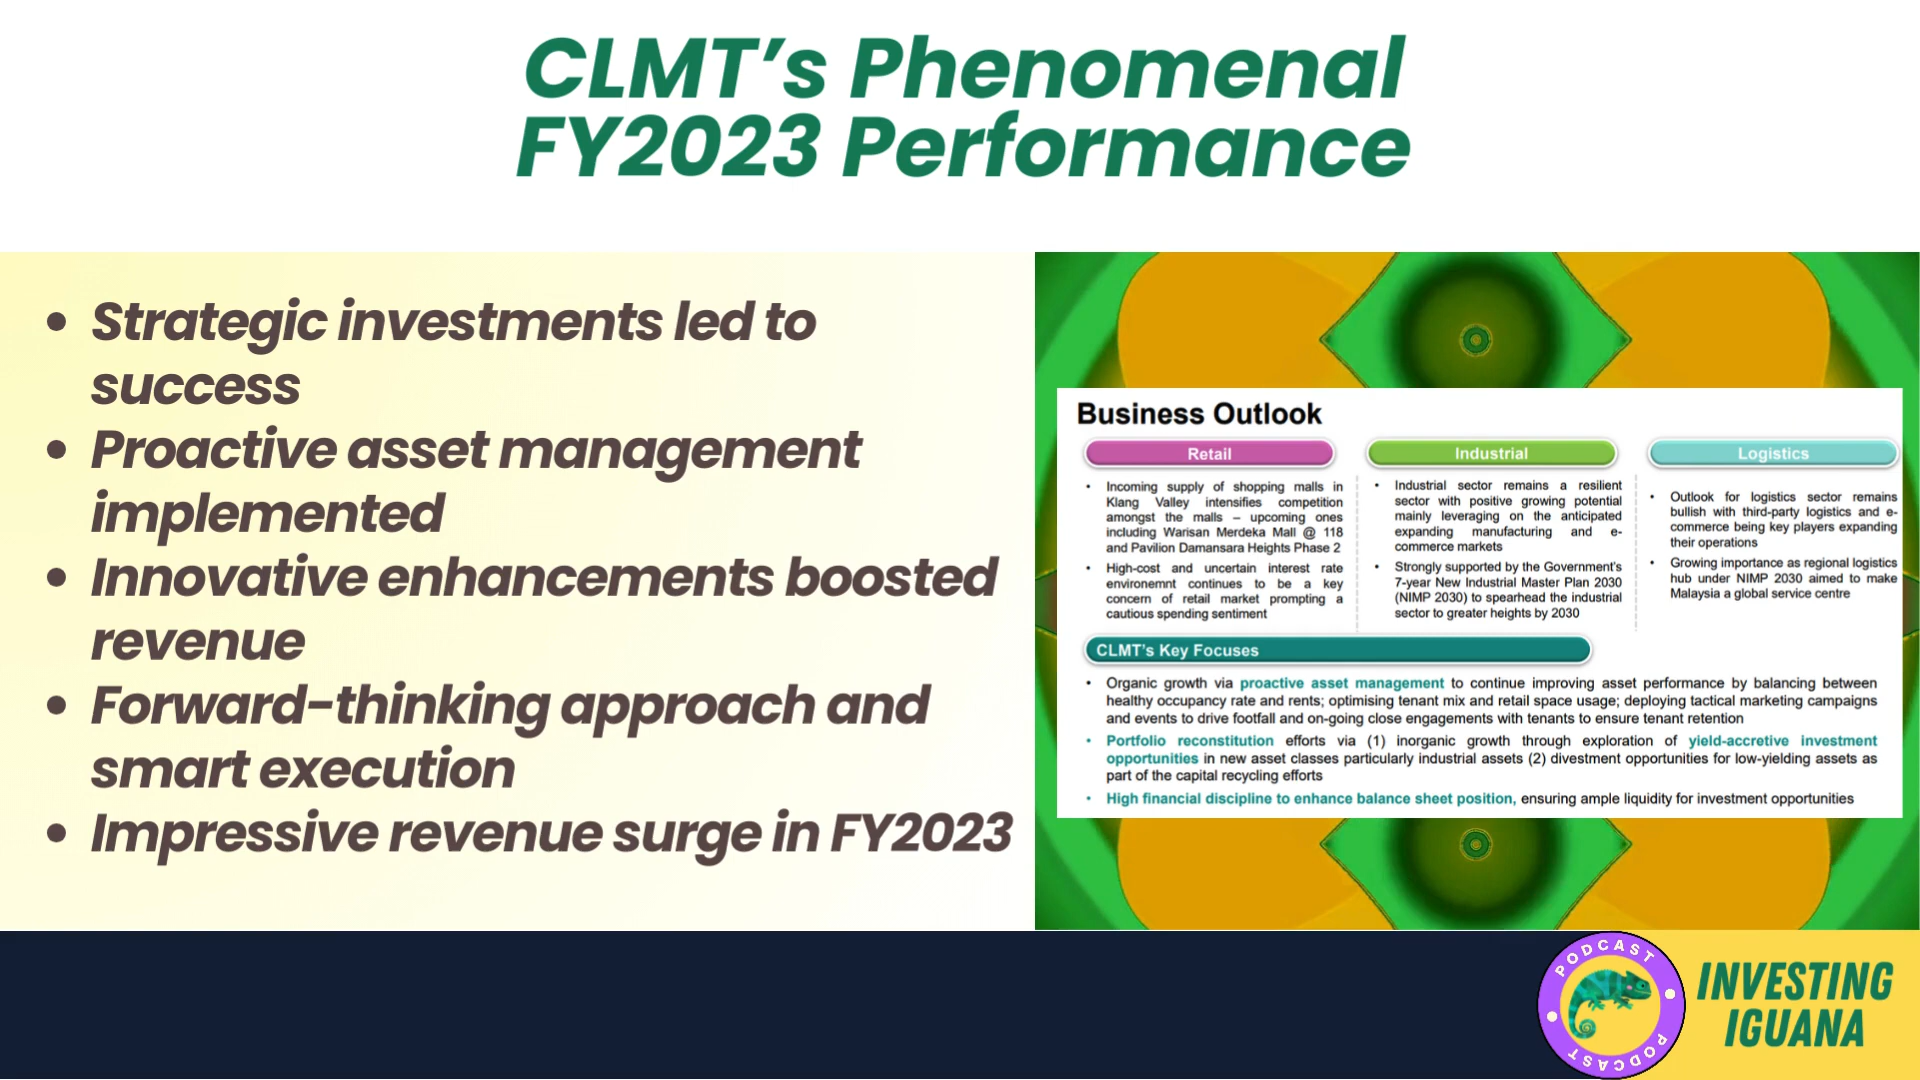 CLMT’s Phenomenal
FY2023 Performance
• Strategic investments led to
success
• Proactive asset management
implemented
• Innovative enhancements boosted
revenue
• Forward-thinking approach and
smart execution
• Impressive revenue surge in FY2023
Business Outlook
Retail
• Incoming supply of shopping malls in
Klang Valley intensifies competition
amongst the malls – upcoming ones
including Warisan Merdeka Mall @ 118
and Pavilion Damansara Heights Phase 2
• High-cost and uncertain interest rate
environemnt continues to be a key
concern of retail market prompting a
cautious spending sentiment
Industrial
• Industrial sector remains a resilient
sector with positive growing potential
mainly leveraging on the anticipated
expanding manufacturing and e-
commerce markets
• Strongly supported by the Government’s
7-year New Industrial Master Plan 2030
(NIMP 2030) to spearhead the industrial
sector to greater heights by 2030
Logistics
• Outlook for logistics sector remains
bullish with third-party logistics and e-
commerce being key players expanding
their operations
• Growing importance as regional logistics
hub under NIMP 2030 aimed to make
Malaysia a global service centre
CLMT’s Key Focuses
• Organic growth via proactive asset management to continue improving asset performance by balancing between
healthy occupancy rate and rents; optimising tenant mix and retail space usage; deploying tactical marketing campaigns
and events to drive footfall and on-going close engagements with tenants to ensure tenant retention
• Portfolio reconstitution efforts via (1) inorganic growth through exploration of yield-accretive investment
opportunities in new asset classes particularly industrial assets (2) divestment opportunities for low-yielding assets as
part of the capital recycling efforts
• High financial discipline to enhance balance sheet position, ensuring ample liquidity for investment opportunities
PODCAST
PODCAST
INVESTING
IGUANA